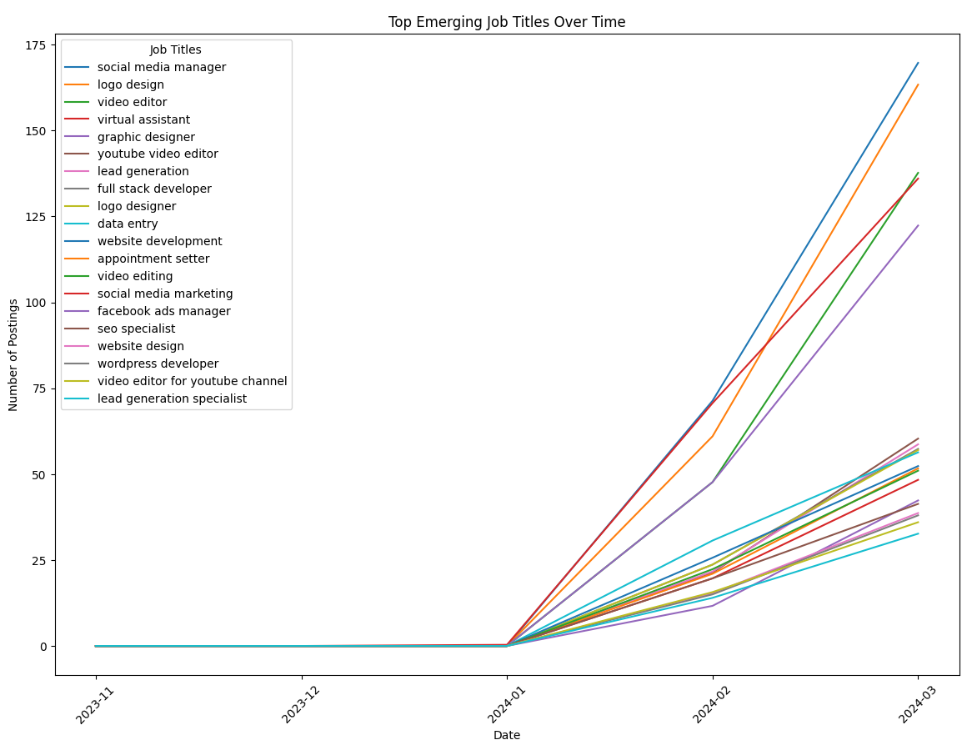 Top Emerging Job Titles Over Time
Job Titles
social media manager
logo design
video editor
virtual assistant
graphic designer
youtube video editor
lead generation
full stack developer
logo designer
data entry
website development
appointment setter
video editing
social media marketing
facebook ads manager
seo specialist
website design
wordpress developer
video editor for youtube channel
lead generation specialist
Number of Postings
175
150
125
100
75
50
25
0
2023-11
2023-12
2024-01
2024-02
2024-03
Date